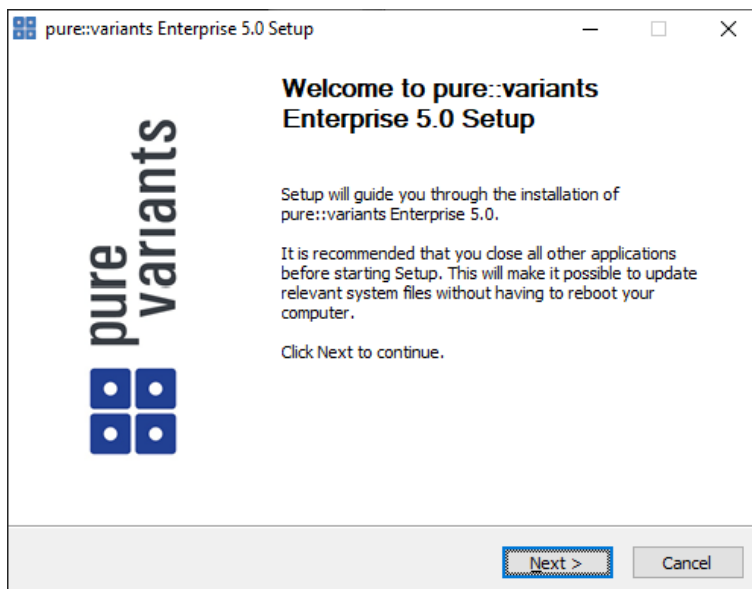 pure::variants Enterprise 5.0 Setup
Welcome to pure::variants
Enterprise 5.0 Setup
pure
variants
Setup will guide you through the installation of
pure::variants Enterprise 5.0.
It is recommended that you close all other applications
before starting Setup. This will make it possible to update
relevant system files without having to reboot your
computer.
Click Next to continue.
Next >
Cancel